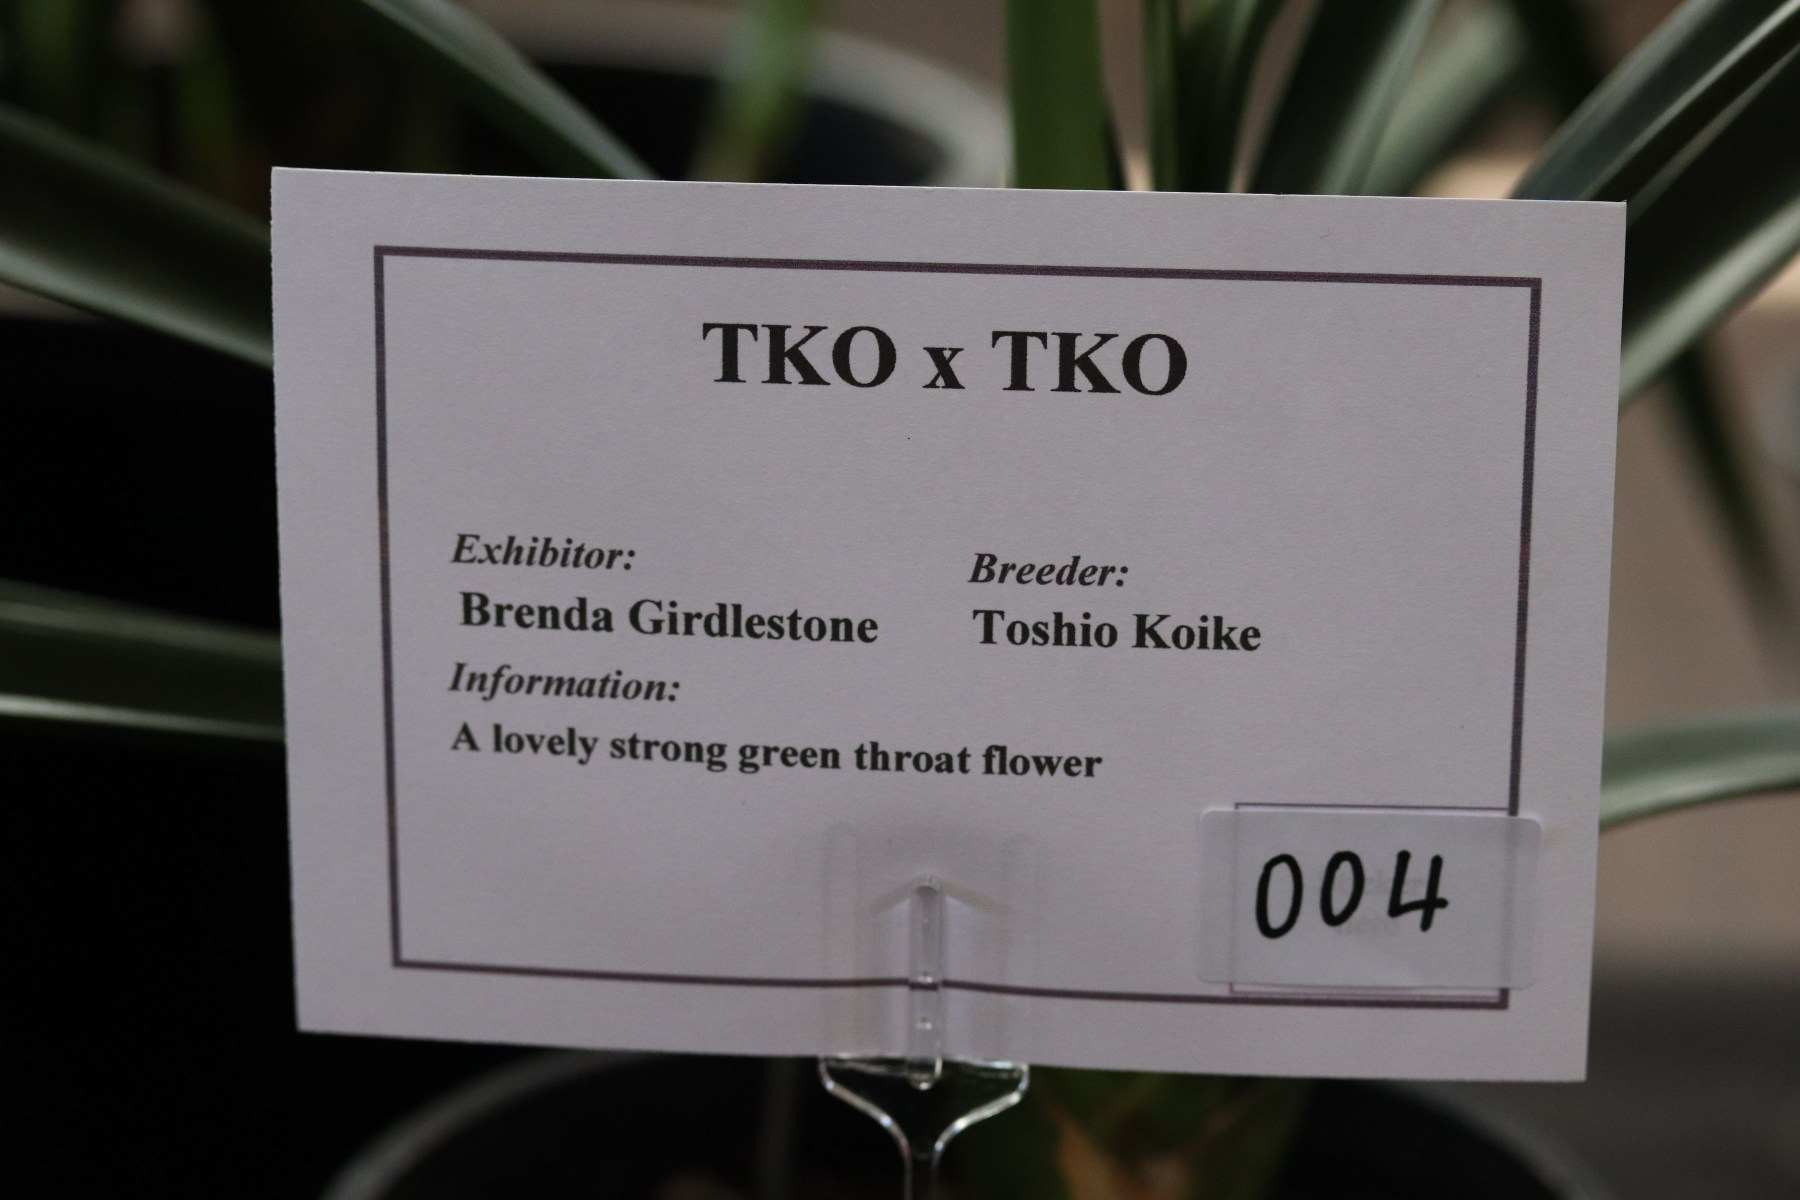 TKO x TKO
Exhibitor:
Breeder:
Brenda Girdlestone
Toshio Koike
Information:
A lovely strong green throat flower
004